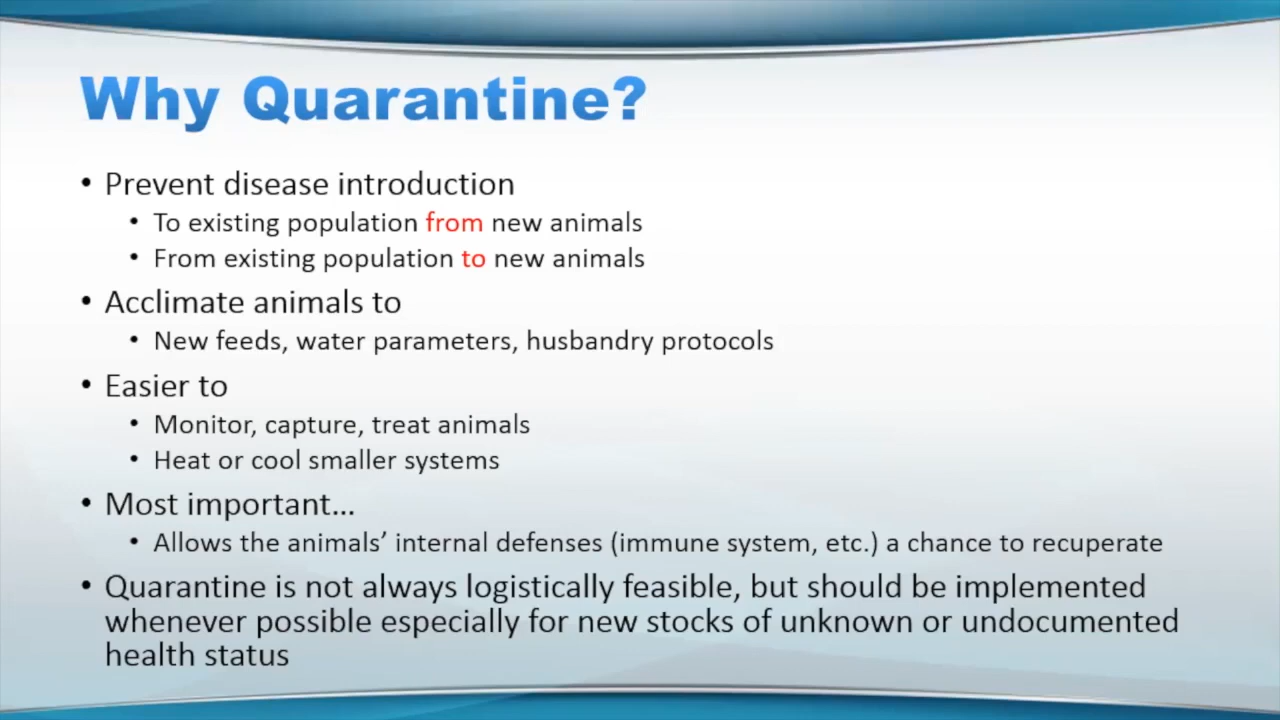 Why Quarantine?
• Prevent disease introduction
• To existing population from new animals
• From existing population to new animals
• Acclimate animals to
• New feeds, water parameters, husbandry protocols
• Easier to
• Monitor, capture, treat animals
• Heat or cool smaller systems
• Most important…
• Allows the animals’ internal defenses (immune system, etc.) a chance to recuperate
• Quarantine is not always logistically feasible, but should be implemented
whenever possible especially for new stocks of unknown or undocumented
health status